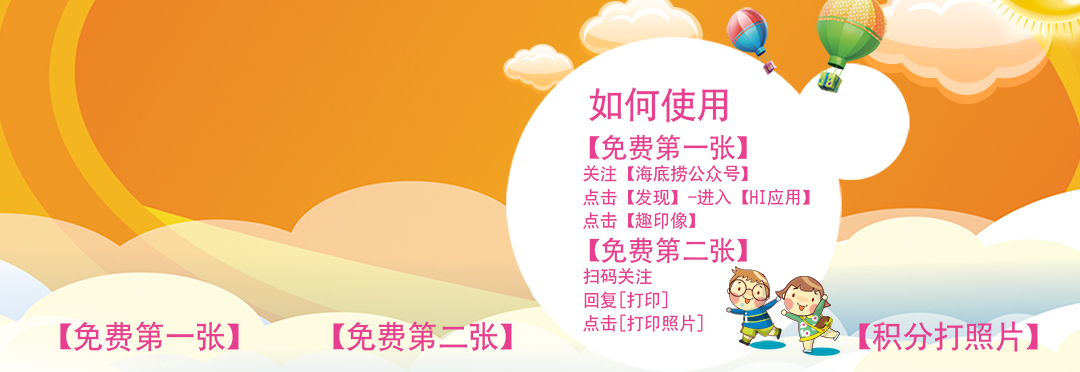 如何使用
【免费第一张】
关注【海底捞公众号】
点击【发现】-进入【HI应用】
点击【趣印像】
【免费第二张】
扫码关注
回复[打印]
点击[打印照片]
【免费第一张】
【免费第二张】
【积分打照片】